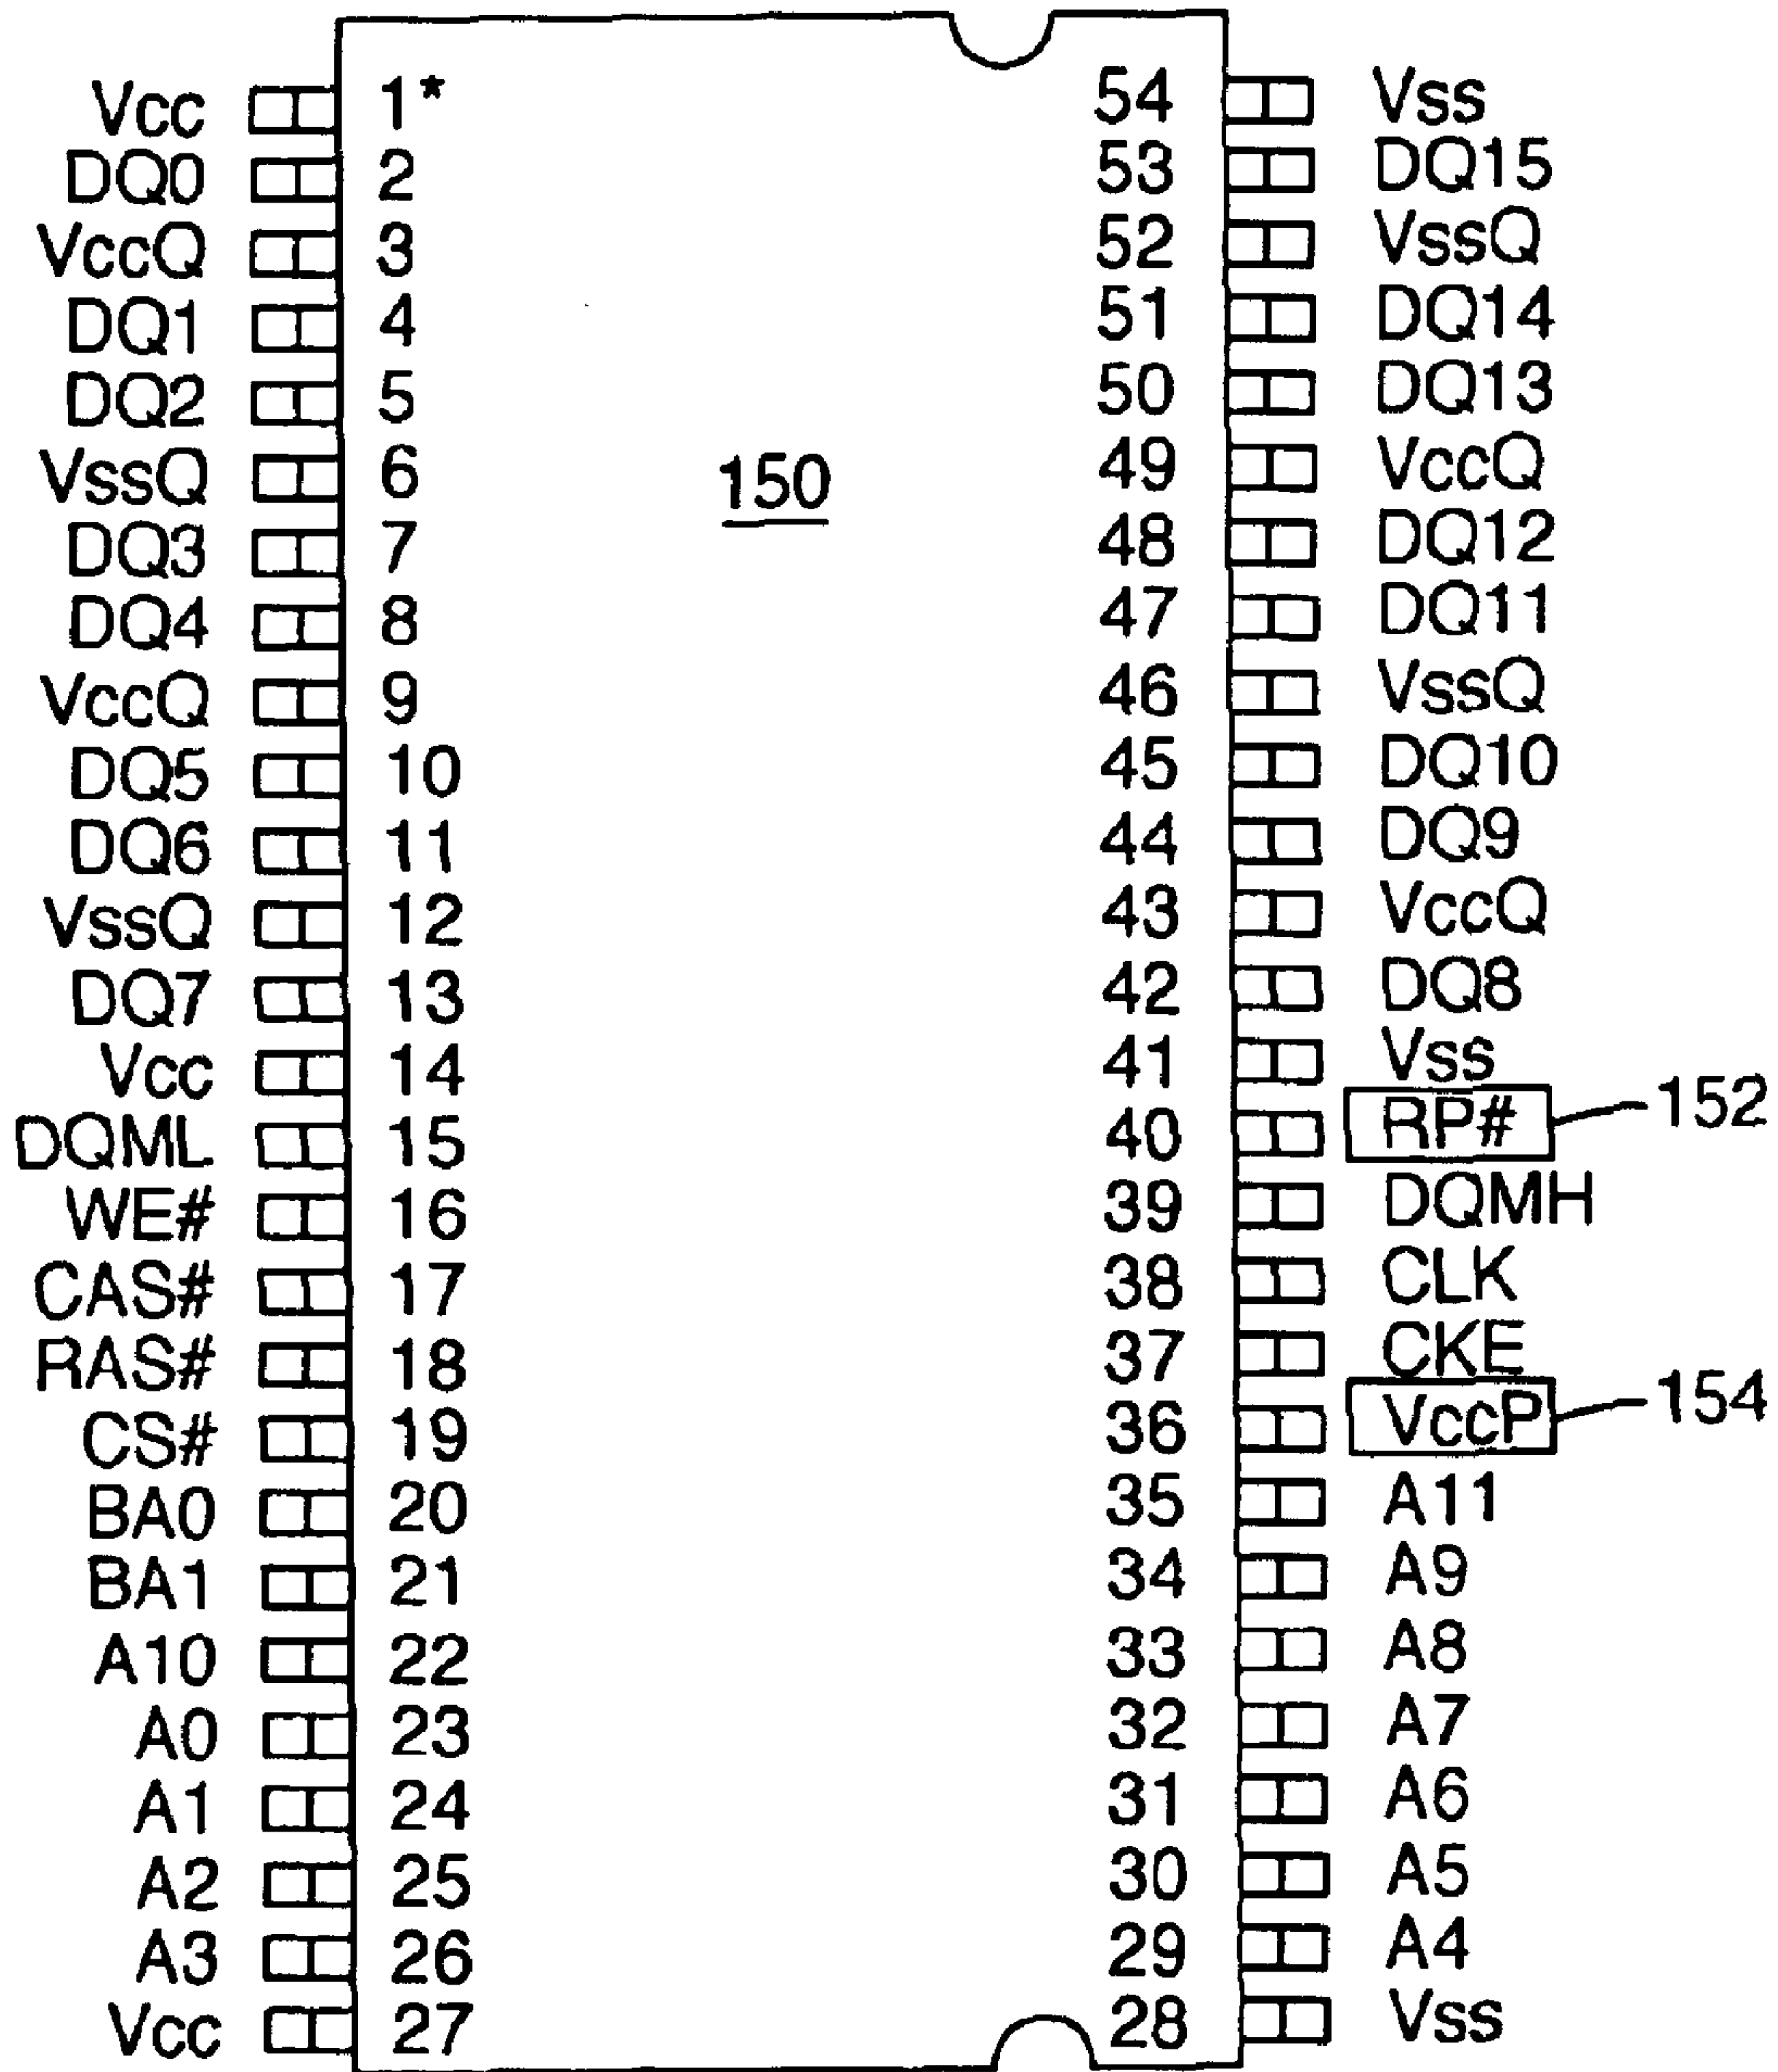 Vcc 1* 54 Vss
DQ0 2 53 DQ15
VccQ 3 52 VssQ
DQ1 4 51 DQ14
DQ2 5 50 DQ13
VssQ 6 150 49 VccQ
DQ3 7 48 DQ12
DQ4 8 47 DQ11
VccQ 9 46 VssQ
DQ5 10 45 DQ10
DQ6 11 44 DQ9
VssQ 12 43 VccQ
DQ7 13 42 DQ8
Vcc 14 41 Vss
DQML 15 40 RP# 152
WE# 16 39 DQMH
CAS# 17 38 CLK
RAS# 18 37 CKE
CS# 19 36 VccP 154
BA0 20 35 A11
BA1 21 34 A9
A10 22 33 A8
A0 23 32 A7
A1 24 31 A6
A2 25 30 A5
A3 26 29 A4
Vcc 27 28 Vss